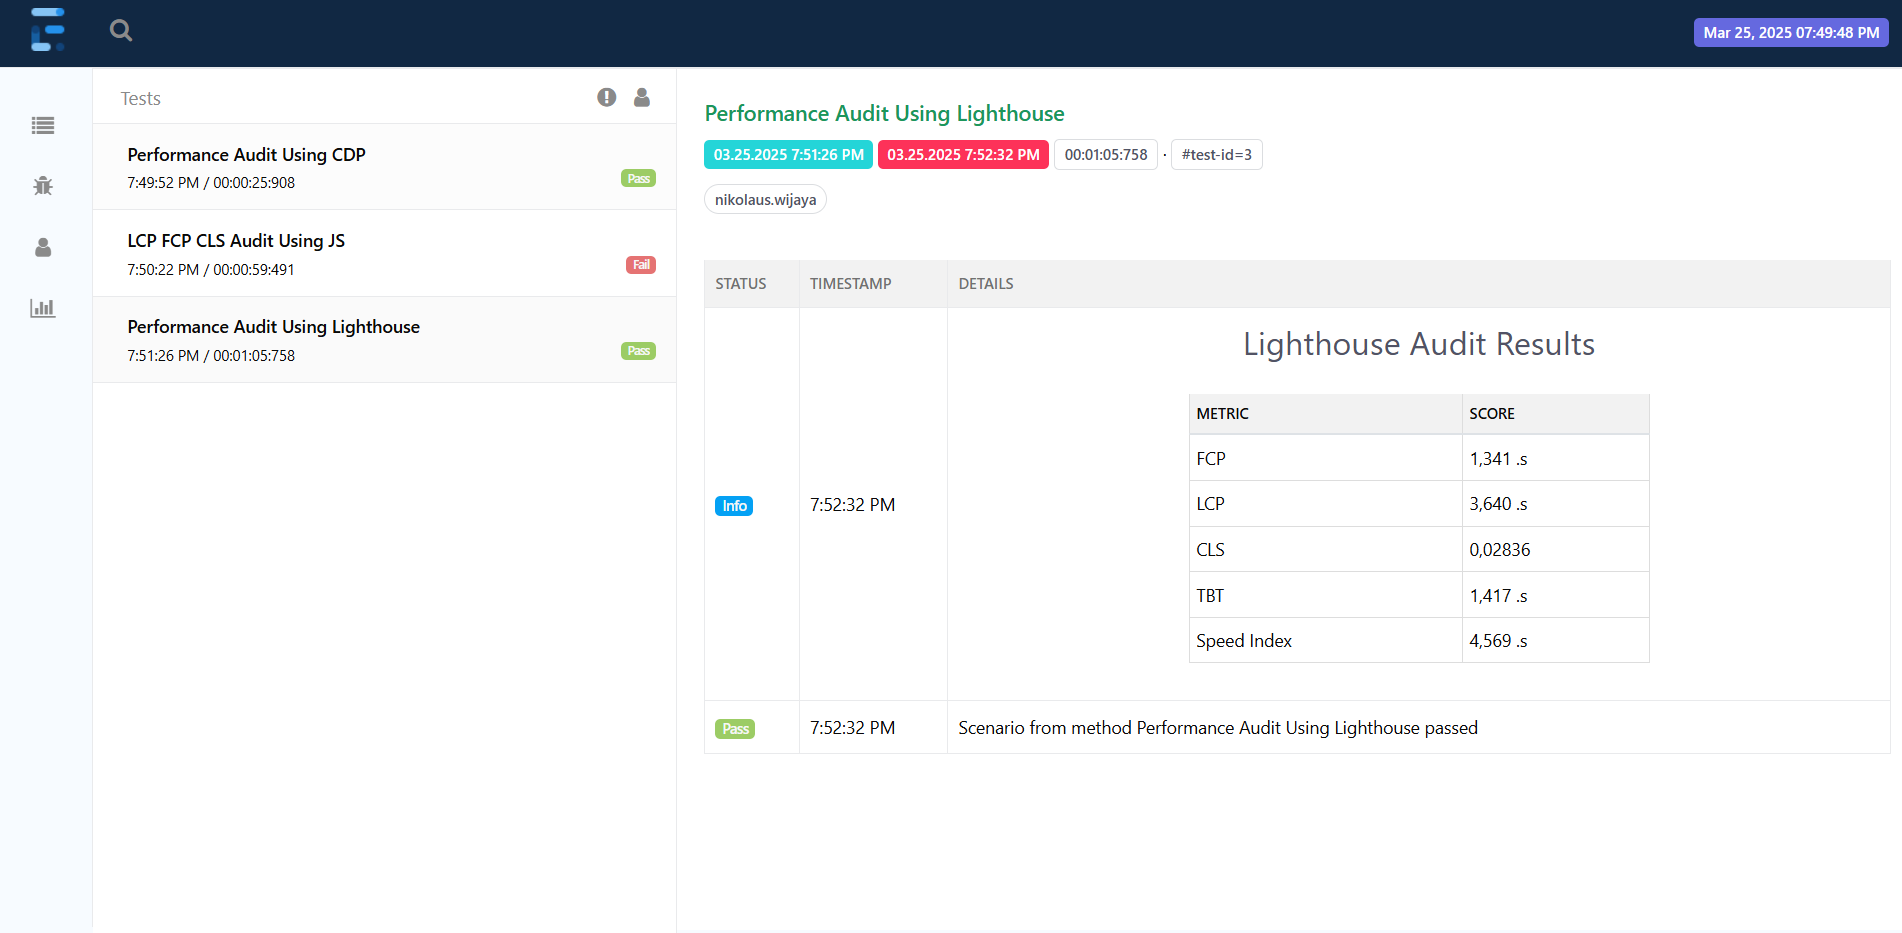 Mar 25, 2025 07:49:48 PM
Tests
Performance Audit Using CDP
7:49:52 PM / 00:00:25:908
Pass
LCP FCP CLS Audit Using JS
7:50:22 PM / 00:00:59:491
Fail
Performance Audit Using Lighthouse
7:51:26 PM / 00:01:05:758
Pass
Performance Audit Using Lighthouse
03.25.2025 7:51:26 PM 03.25.2025 7:52:32 PM 00:01:05:758 · #test-id=3
nikolaus.wijaya
STATUS TIMESTAMP DETAILS
Lighthouse Audit Results
METRIC SCORE
FCP 1,341 .s
LCP 3,640 .s
Info 7:52:32 PM
CLS 0,02836
TBT 1,417 .s
Speed Index 4,569 .s
Pass 7:52:32 PM Scenario from method Performance Audit Using Lighthouse passed